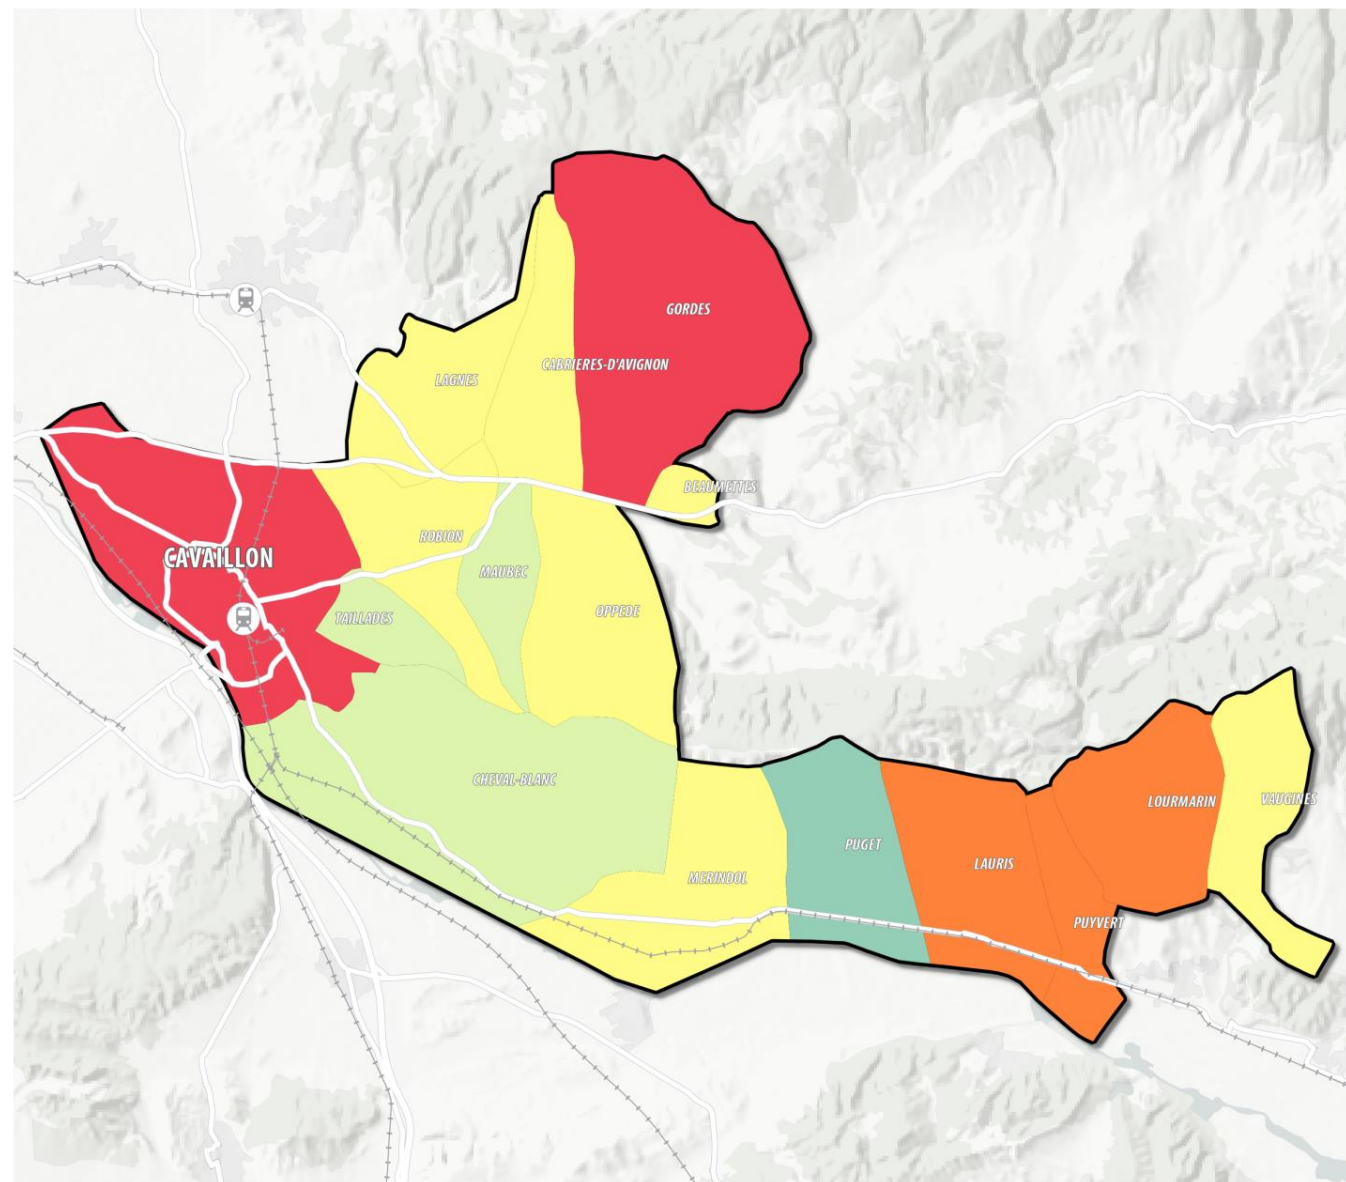 GORDES
CABRIERES-D'AVIGNON
LAGNES
BEAUMETTES
ROBION
CAVAILLON
MAUBEC
OPPEDE
TAILLADES
CHEVAL-BLANC
VAUGINES
LOURMARIN
PUGET
LAURIS
MERINDOL
PUYVERT